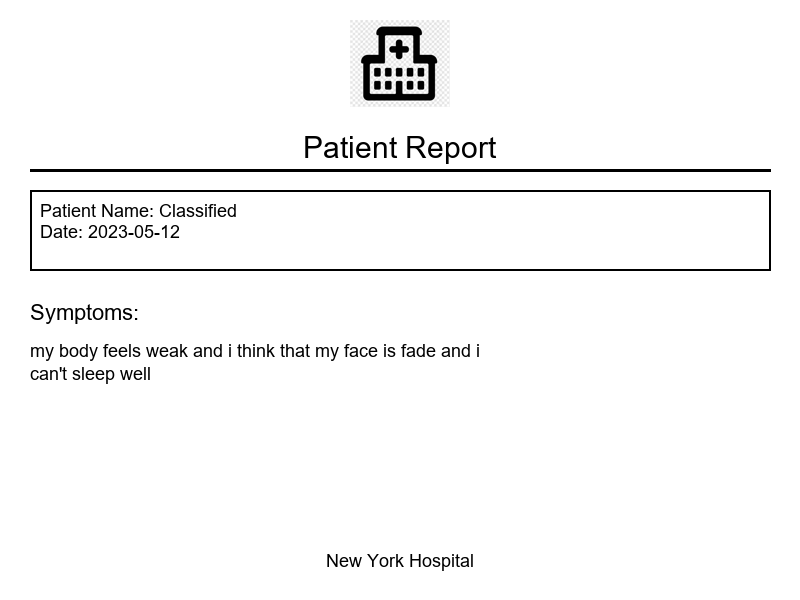 Patient Report
Patient Name: Classified
Date: 2023-05-12
Symptoms:
my body feels weak and i think that my face is fade and i
can't sleep well
New York Hospital